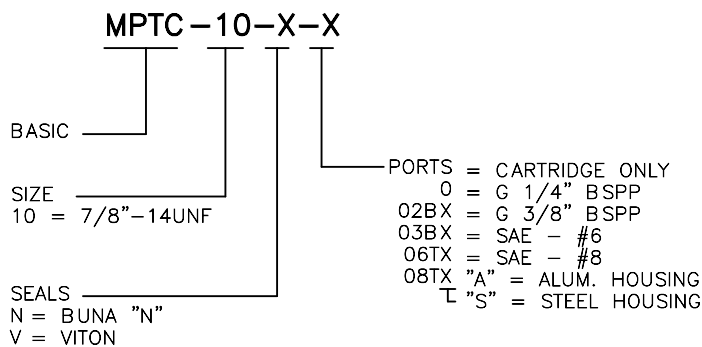 MPTC-10-X-X
BASIC
SIZE
10 = 7/8"-14UNF
SEALS
N = BUNA "N"
V = VITON
PORTS = CARTRIDGE ONLY
0 = G 1/4" BSPP
02BX = G 3/8" BSPP
03BX = SAE - #6
06TX = SAE - #8
08TX "A" = ALUM. HOUSING
"S" = STEEL HOUSING